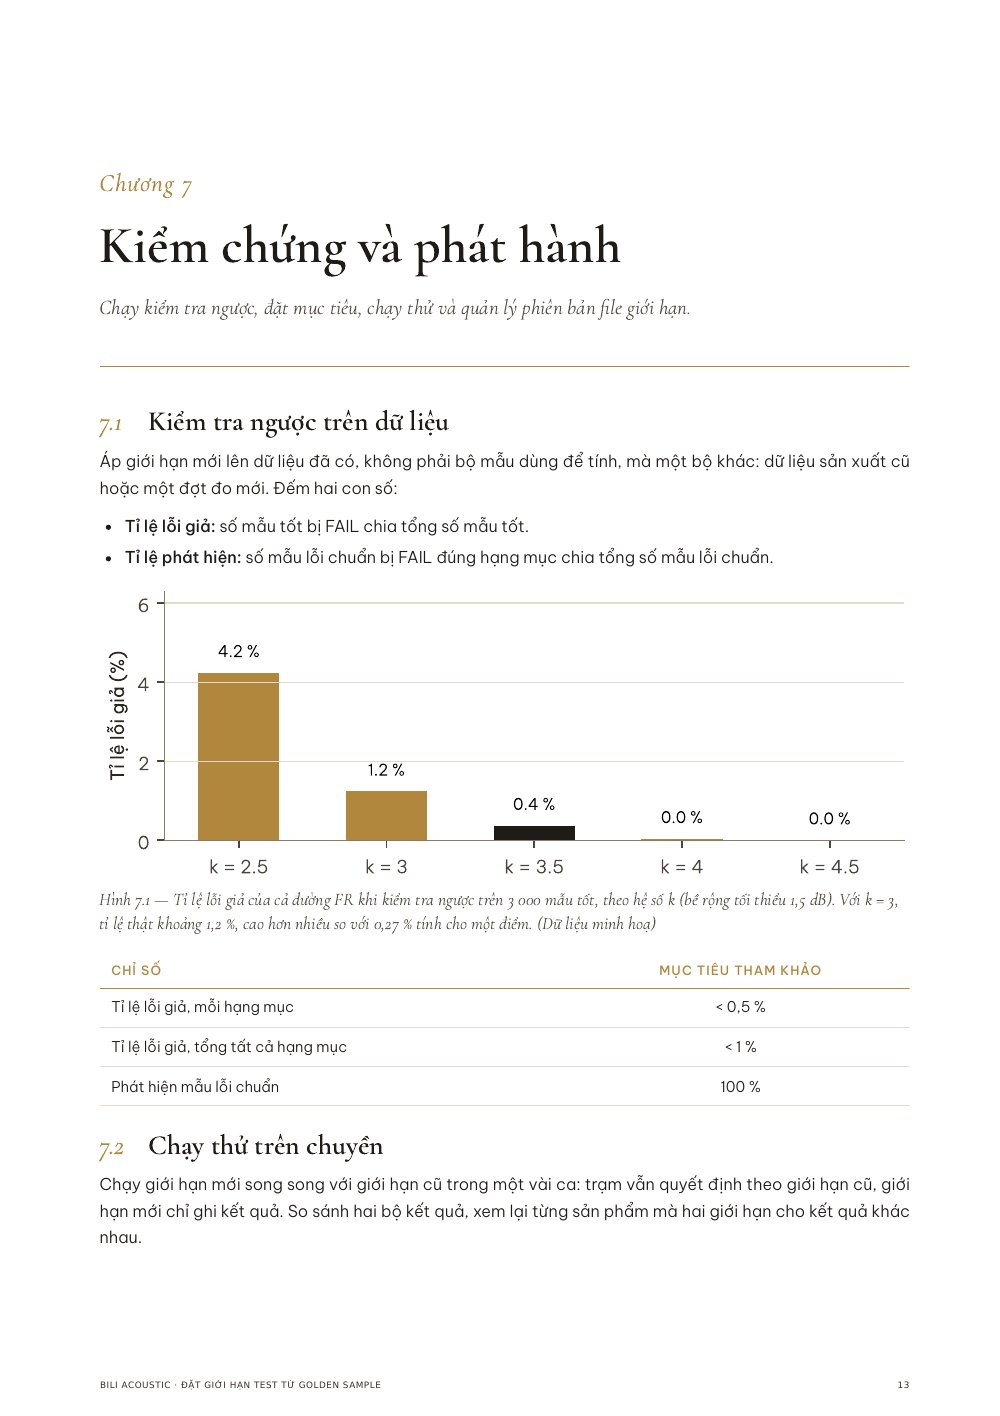 Chương 7
Kiểm chứng và phát hành
Chạy kiểm tra ngược, đặt mục tiêu, chạy thử và quản lý phiên bản file giới hạn.
7.1 Kiểm tra ngược trên dữ liệu
Áp giới hạn mới lên dữ liệu đã có, không phải bộ mẫu dùng để tính, mà một bộ khác: dữ liệu sản xuất cũ
hoặc một đợt đo mới. Đếm hai con số:
• Tỉ lệ lỗi giả: số mẫu tốt bị FAIL chia tổng số mẫu tốt.
• Tỉ lệ phát hiện: số mẫu lỗi chuẩn bị FAIL đúng hạng mục chia tổng số mẫu lỗi chuẩn.
Tỉ lệ lỗi giả (%)
6
4
2
0
4.2 %
1.2 %
0.4 %
0.0 %
0.0 %
k = 2.5
k = 3
k = 3.5
k = 4
k = 4.5
Hình 7.1 — Tỉ lệ lỗi giả của cả đường FR khi kiểm tra ngược trên 3 000 mẫu tốt, theo hệ số k (bề rộng tối thiểu 1,5 dB). Với k = 3,
tỉ lệ thật khoảng 1,2 %, cao hơn nhiều so với 0,27 % tính cho một điểm. (Dữ liệu minh hoạ)
CHỈ SỐ MỤC TIÊU THAM KHẢO
Tỉ lệ lỗi giả, mỗi hạng mục < 0,5 %
Tỉ lệ lỗi giả, tổng tất cả hạng mục < 1 %
Phát hiện mẫu lỗi chuẩn 100 %
7.2 Chạy thử trên chuyền
Chạy giới hạn mới song song với giới hạn cũ trong một vài ca: trạm vẫn quyết định theo giới hạn cũ, giới
hạn mới chỉ ghi kết quả. So sánh hai bộ kết quả, xem lại từng sản phẩm mà hai giới hạn cho kết quả khác
nhau.
BILI ACOUSTIC · ĐẶT GIỚI HẠN TEST TỪ GOLDEN SAMPLE 13